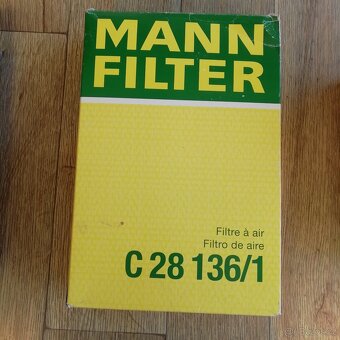 MANN
FILTER
Filtre à air
Filtro de aire
C 28 136/1